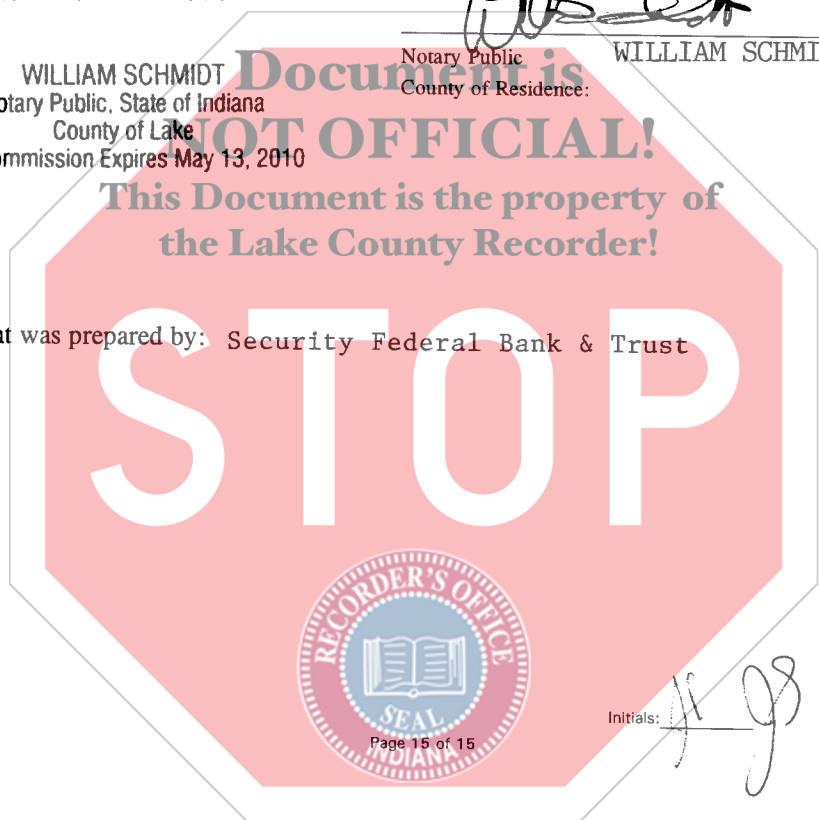 WILLIAM SCHMIDT
otary Public, State of Indiana
County of Lake
ommission Expires May 13, 2010
Notary Public WILLIAM SCHMI
County of Residence:
Document is
NOT OFFICIAL!
This Document is the property of
the Lake County Recorder!
nt was prepared by: Security Federal Bank & Trust
STOP
RECORDER'S OFFICE
SEAL
INDIANA
Page 15 of 15
Initials: